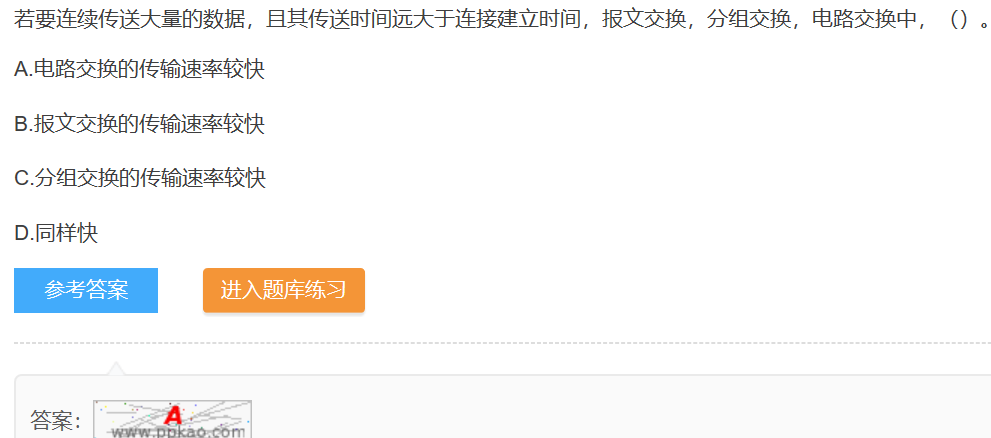 若要连续传送大量的数据，且其传送时间远大于连接建立时间，报文交换，分组交换，电路交换中，（）。
A.电路交换的传输速率较快
B.报文交换的传输速率较快
C.分组交换的传输速率较快
D.同样快
参考答案
进入题库练习
答案：
A
www.ppkao.com